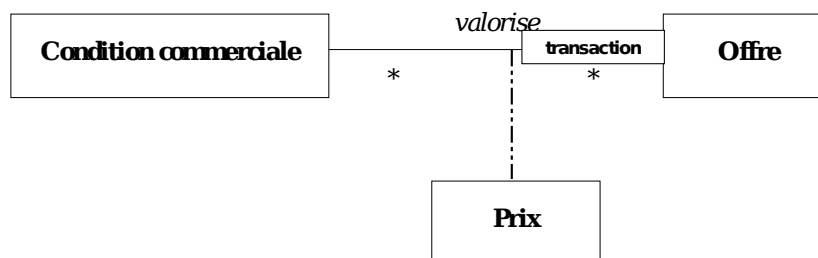 valorise
Condition commerciale
transaction
Offre
*
*
Prix